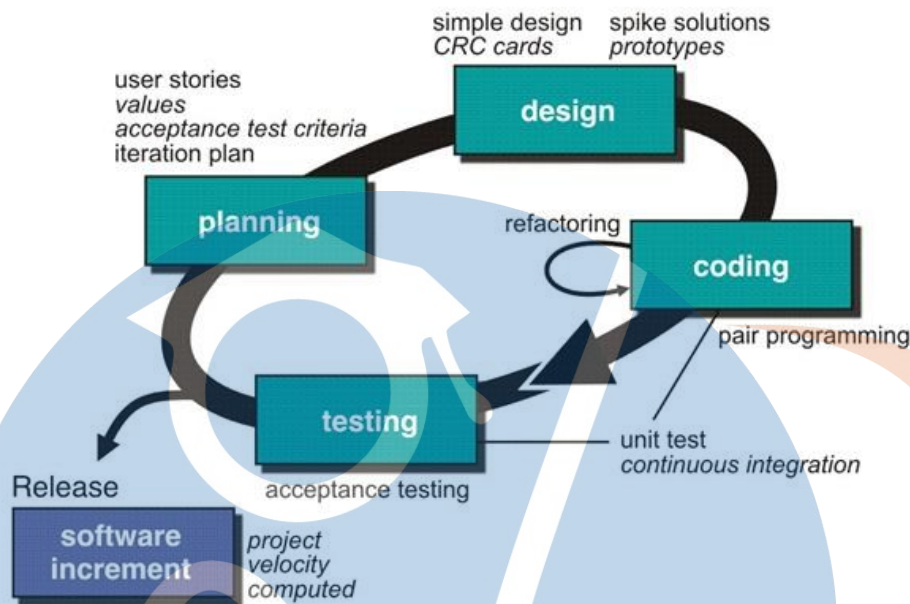 simple design
CRC cards
spike solutions
prototypes
design
user stories
values
acceptance test criteria
iteration plan
planning
refactoring
coding
pair programming
testing
unit test
continuous integration
acceptance testing
Release
software
increment
project
velocity
computed